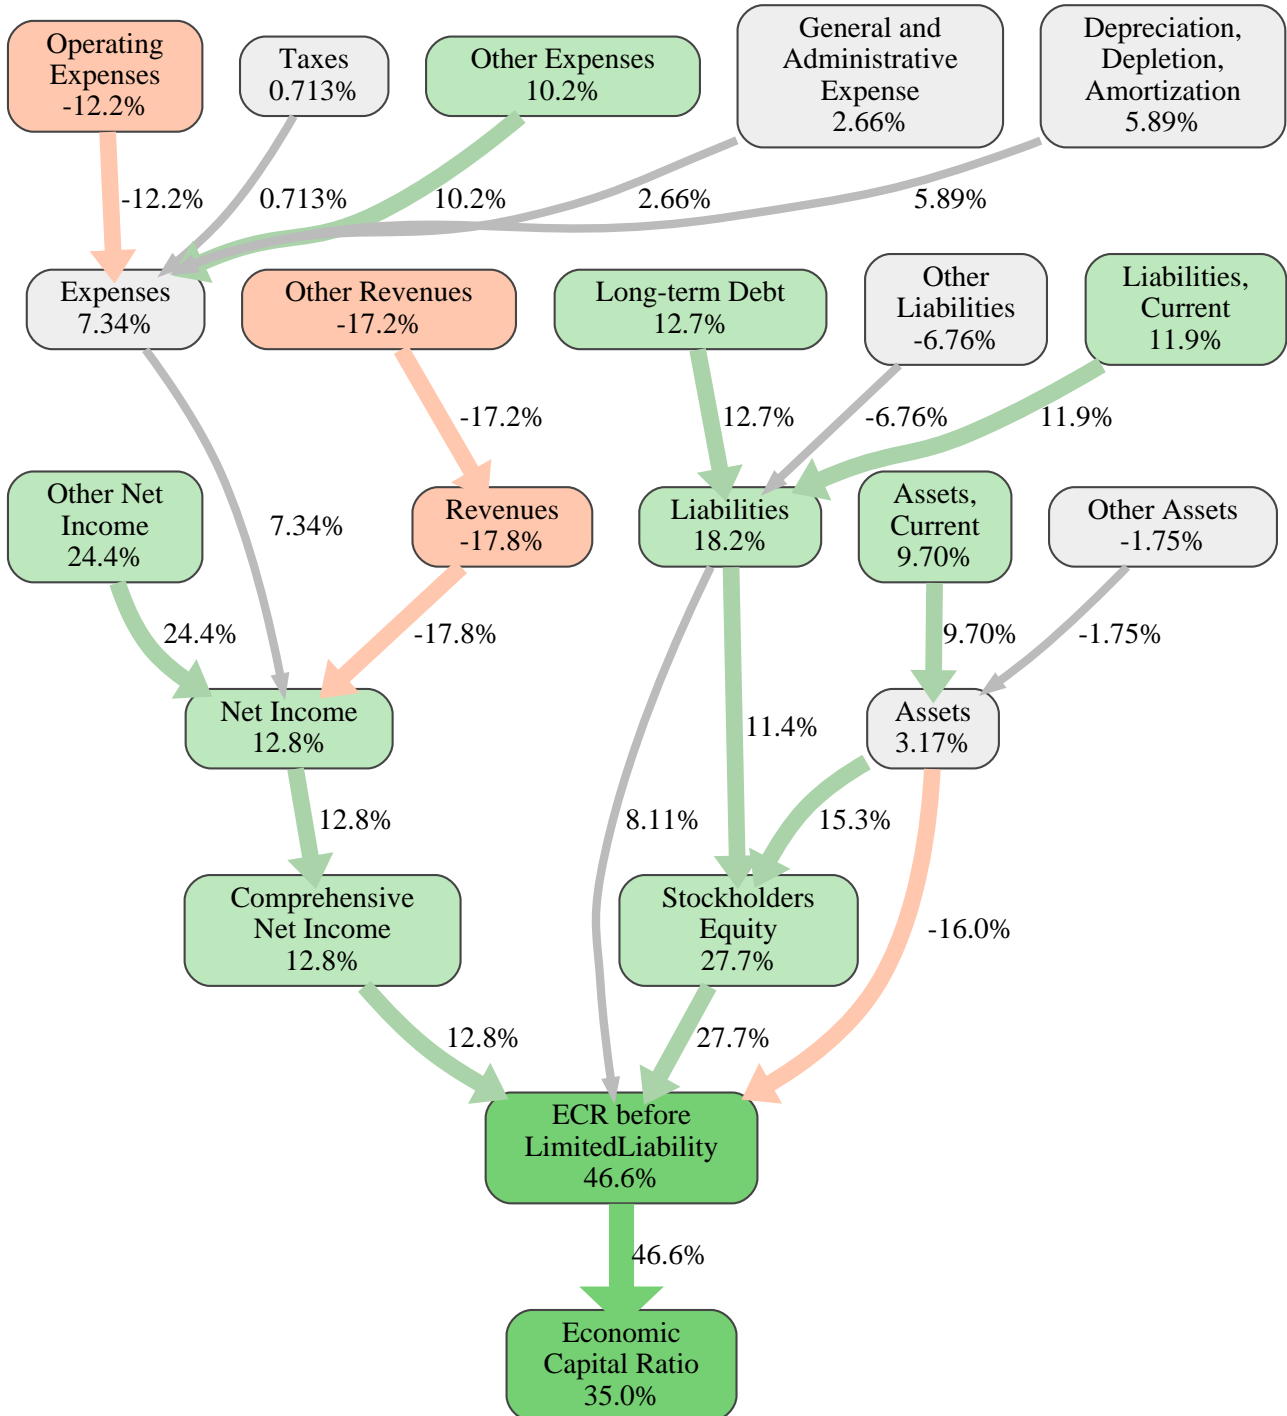 Operating
Expenses
-12.2%
Taxes
0.713%
Other Expenses
10.2%
General and
Administrative
Expense
2.66%
Depreciation,
Depletion,
Amortization
5.89%
-12.2%
0.713%
10.2%
2.66%
5.89%
Expenses
7.34%
Other Revenues
-17.2%
Long-term Debt
12.7%
Other
Liabilities
-6.76%
Liabilities,
Current
11.9%
-17.2%
12.7%
-6.76%
11.9%
Other Net
Income
24.4%
7.34%
Revenues
-17.8%
Liabilities
18.2%
Assets,
Current
9.70%
Other Assets
-1.75%
24.4%
-17.8%
9.70%
-1.75%
Net Income
12.8%
11.4%
Assets
3.17%
12.8%
8.11%
15.3%
Comprehensive
Net Income
12.8%
Stockholders
Equity
27.7%
-16.0%
12.8%
27.7%
ECR before
LimitedLiability
46.6%
46.6%
Economic
Capital Ratio
35.0%